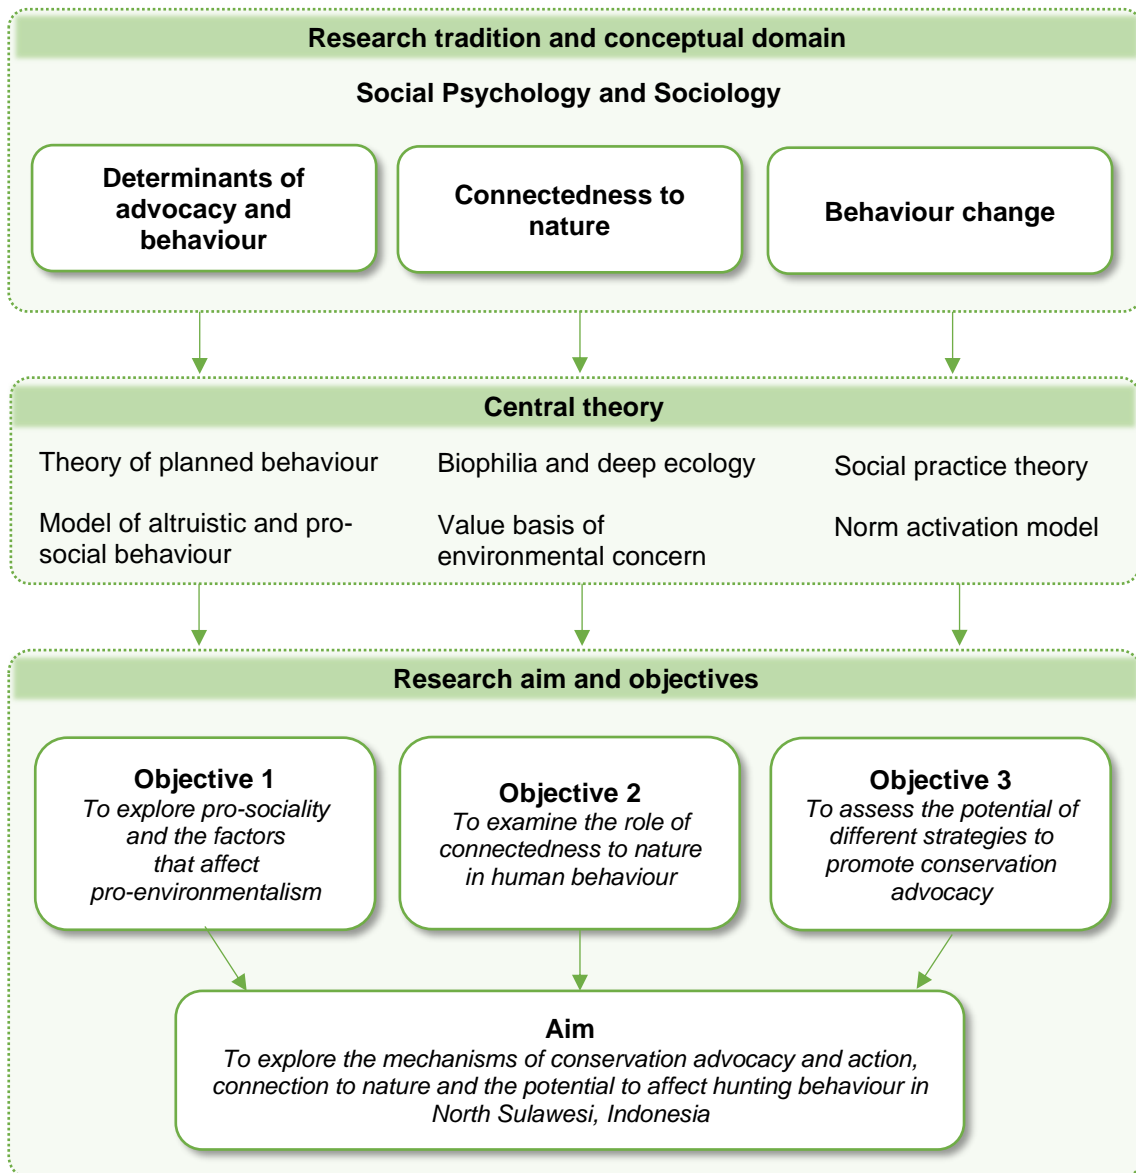 Research tradition and conceptual domain
Social Psychology and Sociology
Determinants of
advocacy and
behaviour
Connectedness to
nature
Behaviour change
Central theory
Theory of planned behaviour
Model of altruistic and pro-
social behaviour
Biophilia and deep ecology
Value basis of
environmental concern
Social practice theory
Norm activation model
Research aim and objectives
Objective 1
To explore pro-sociality
and the factors
that affect
pro-environmentalism
Objective 2
To examine the role of
connectedness to nature
in human behaviour
Objective 3
To assess the potential of
different strategies to
promote conservation
advocacy
Aim
To explore the mechanisms of conservation advocacy and action,
connection to nature and the potential to affect hunting behaviour in
North Sulawesi, Indonesia